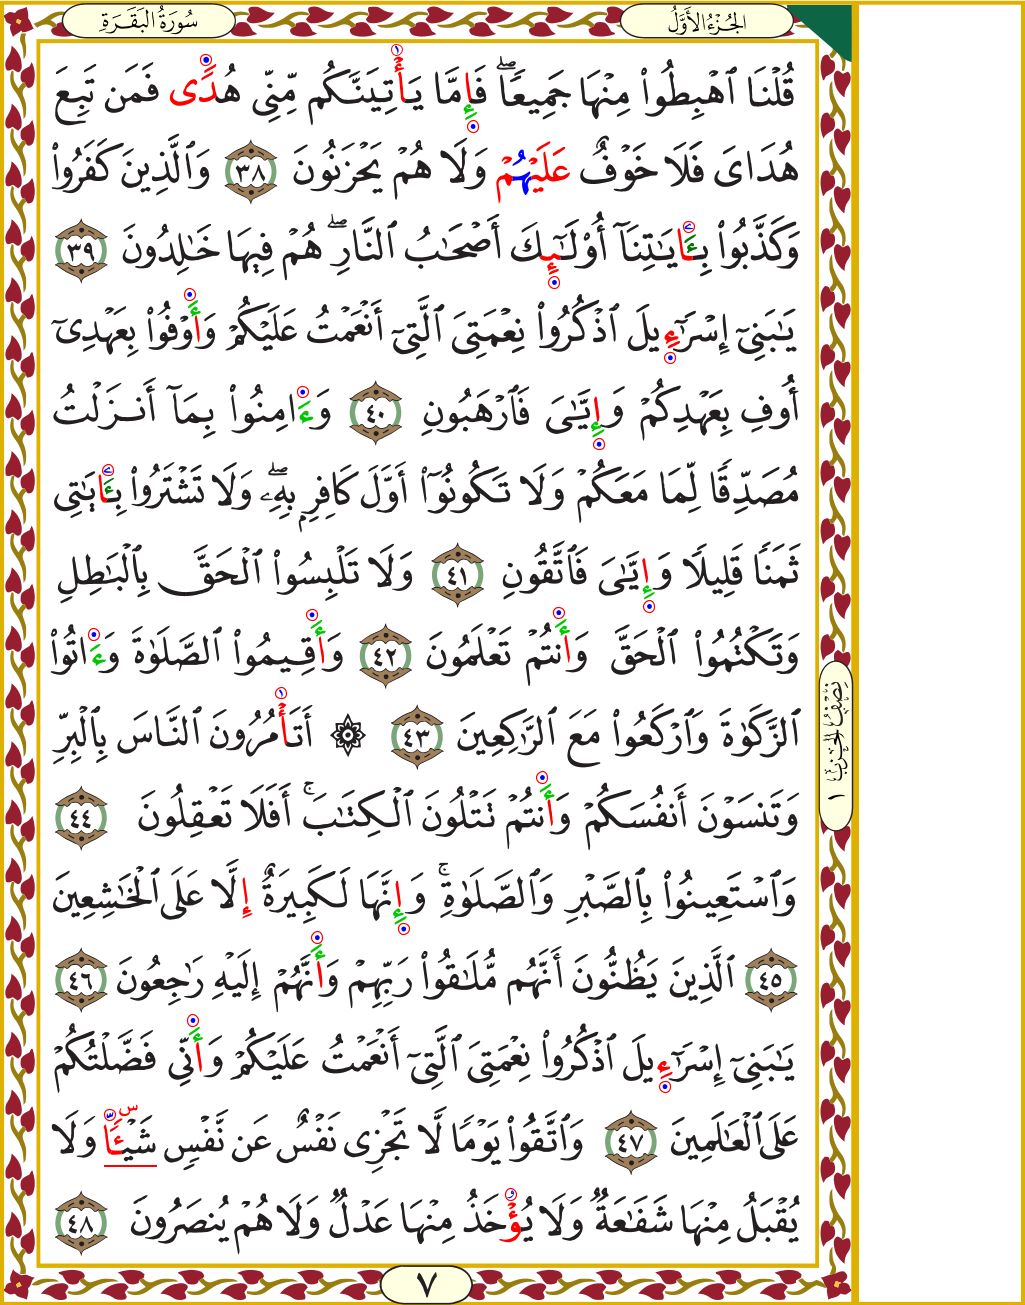 سُورَةُ البَقَرَةِ
الجُزْءُ الأَوَّلُ
قُلْنَا ٱهْبِطُوا۟ مِنْهَا جَمِيعًاۖ فَإِمَّا يَأْتِيَنَّكُم مِّنِّى هُدًى فَمَن تَبِعَ
هُدَاىَ فَلَا خَوْفٌ عَلَيْهُمْ وَلَا هُمْ يَحْزَنُونَ ٣٨ وَٱلَّذِينَ كَفَرُوا۟
وَكَذَّبُوا۟ بِـَٔايَـٰتِنَآ أُو۟لَـٰٓئِكَ أَصْحَـٰبُ ٱلنَّارِۖ هُمْ فِيهَا خَـٰلِدُونَ ٣٩
يَـٰبَنِىٓ إِسْرَٰٓءِيلَ ٱذْكُرُوا۟ نِعْمَتِىَ ٱلَّتِىٓ أَنْعَمْتُ عَلَيْكُمْ وَأَوْفُوا۟ بِعَهْدِىٓ
أُوفِ بِعَهْدِكُمْ وَإِيَّـٰىَ فَٱرْهَبُونِ ٤٠ وَءَامِنُوا۟ بِمَآ أَنزَلْتُ
مُصَدِّقًا لِّمَا مَعَكُمْ وَلَا تَكُونُوٓا۟ أَوَّلَ كَافِرٍۭ بِهِۦۖ وَلَا تَشْتَرُوا۟ بِـَٔايَـٰتِى
ثَمَنًا قَلِيلًا وَإِيَّـٰىَ فَٱتَّقُونِ ٤١ وَلَا تَلْبِسُوا۟ ٱلْحَقَّ بِٱلْبَـٰطِلِ
وَتَكْتُمُوا۟ ٱلْحَقَّ وَأَنتُمْ تَعْلَمُونَ ٤٢ وَأَقِيمُوا۟ ٱلصَّلَوٰةَ وَءَاتُوا۟
ٱلزَّكَوٰةَ وَٱرْكَعُوا۟ مَعَ ٱلرَّٰكِعِينَ ٤٣ ۞ أَتَأْمُرُونَ ٱلنَّاسَ بِٱلْبِرِّ
وَتَنسَوْنَ أَنفُسَكُمْ وَأَنتُمْ تَتْلُونَ ٱلْكِتَـٰبَۚ أَفَلَا تَعْقِلُونَ ٤٤
وَٱسْتَعِينُوا۟ بِٱلصَّبْرِ وَٱلصَّلَوٰةِۚ وَإِنَّهَا لَكَبِيرَةٌ إِلَّا عَلَى ٱلْخَـٰشِعِينَ
٤٥ ٱلَّذِينَ يَظُنُّونَ أَنَّهُم مُّلَـٰقُوا۟ رَبِّهِمْ وَأَنَّهُمْ إِلَيْهِ رَٰجِعُونَ ٤٦
يَـٰبَنِىٓ إِسْرَٰٓءِيلَ ٱذْكُرُوا۟ نِعْمَتِىَ ٱلَّتِىٓ أَنْعَمْتُ عَلَيْكُمْ وَأَنِّى فَضَّلْتُكُمْ
عَلَى ٱلْعَـٰلَمِينَ ٤٧ وَٱتَّقُوا۟ يَوْمًا لَّا تَجْزِى نَفْسٌ عَن نَّفْسٍ شَيْـًٔا وَلَا
يُقْبَلُ مِنْهَا شَفَـٰعَةٌ وَلَا يُؤْخَذُ مِنْهَا عَدْلٌ وَلَا هُمْ يُنصَرُونَ ٤٨
نِصْفُ الحِزْب ١
٧